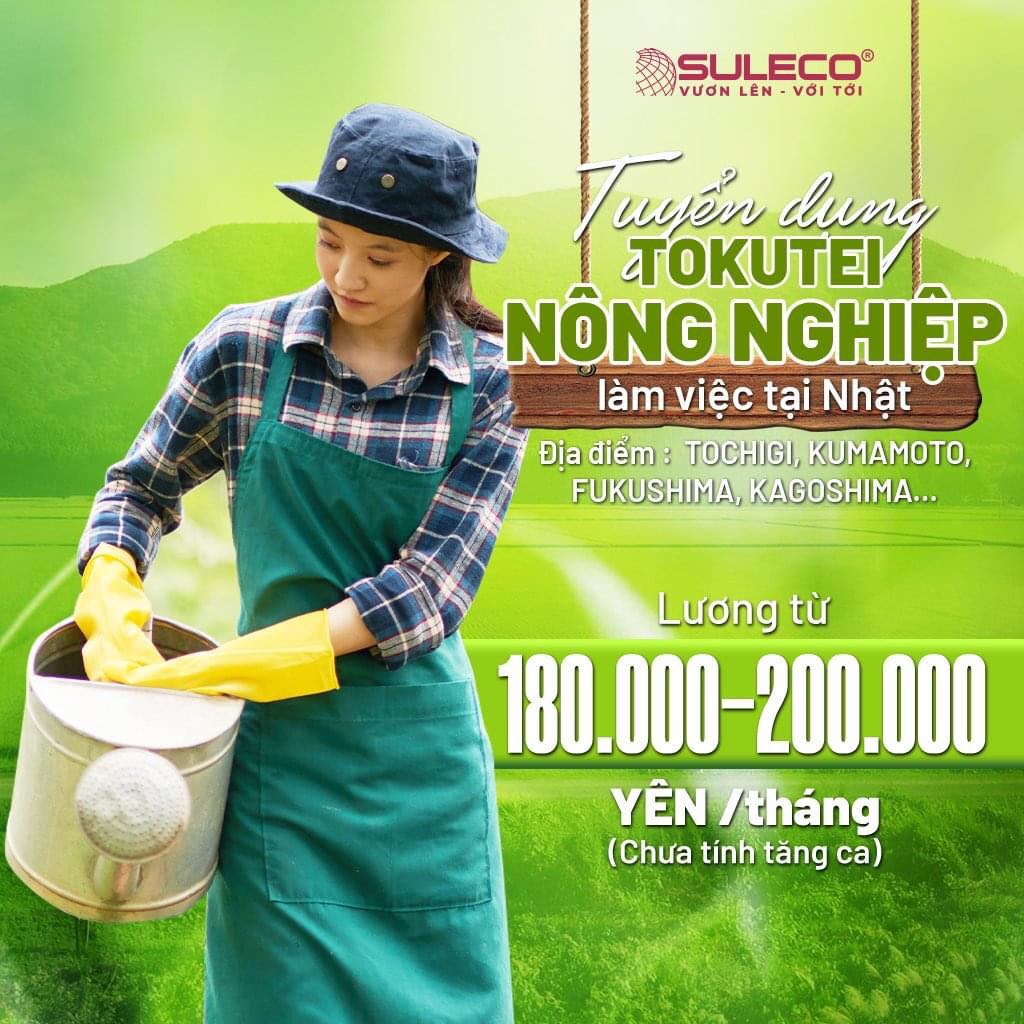 SULECO®
VƯƠN LÊN - VỚI TỚI
Tuyển dụng
TOKUTEI
NÔNG NGHIỆP
làm việc tại Nhật
Địa điểm : TOCHIGI, KUMAMOTO,
FUKUSHIMA, KAGOSHIMA...
Lương từ
180.000-200.000
YÊN /tháng
(Chưa tính tăng ca)